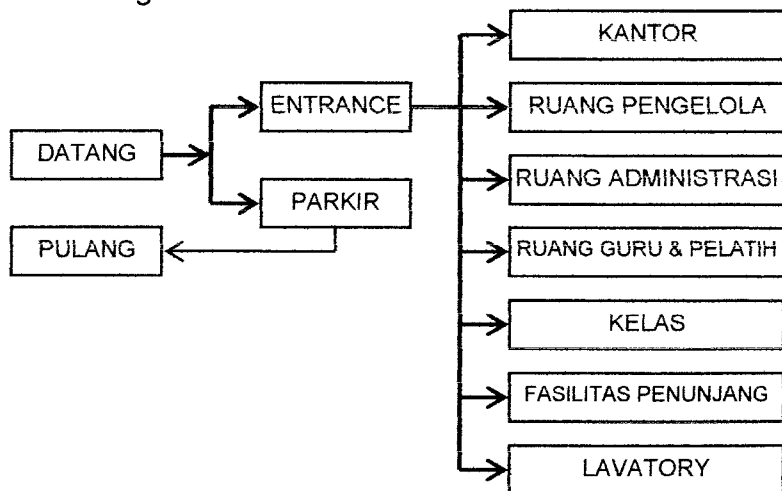 KANTOR
ENTRANCE
RUANG PENGELOLA
DATANG
RUANG ADMINISTRASI
PARKIR
PULANG
RUANG GURU & PELATIH
KELAS
FASILITAS PENUNJANG
LAVATORY